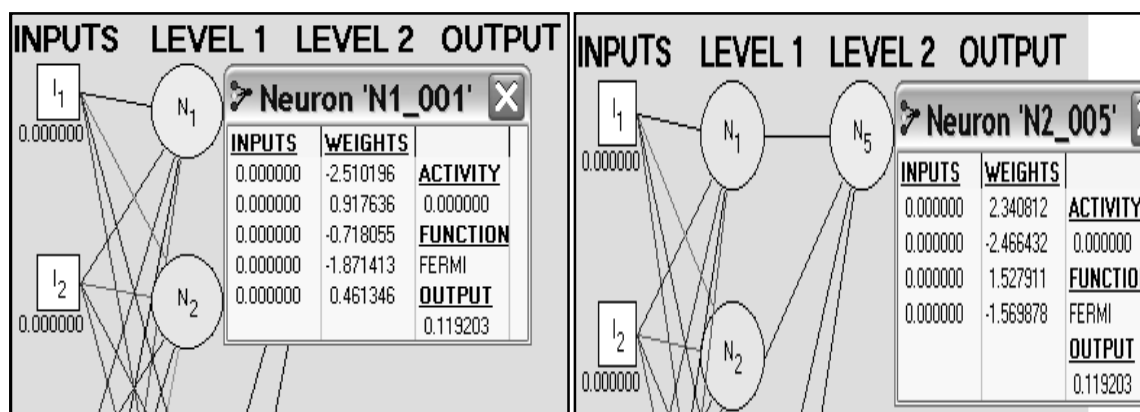 INPUTS LEVEL 1 LEVEL 2 OUTPUT
I1 N1
0.000000
Neuron 'N1_001'
INPUTS WEIGHTS
0.000000 -2.510196 ACTIVITY
0.000000 0.917636 0.000000
0.000000 -0.718055 FUNCTION
0.000000 -1.871413 FERMI
0.000000 0.461346 OUTPUT
0.119203
I2 N2
0.000000
INPUTS LEVEL 1 LEVEL 2 OUTPUT
I1 N1 N5
0.000000
Neuron 'N2_005'
INPUTS WEIGHTS
0.000000 2.340812 ACTIVITY
0.000000 -2.466432 0.000000
0.000000 1.527911 FUNCTIO
0.000000 -1.569878 FERMI
OUTPUT
0.119203
I2 N2
0.000000